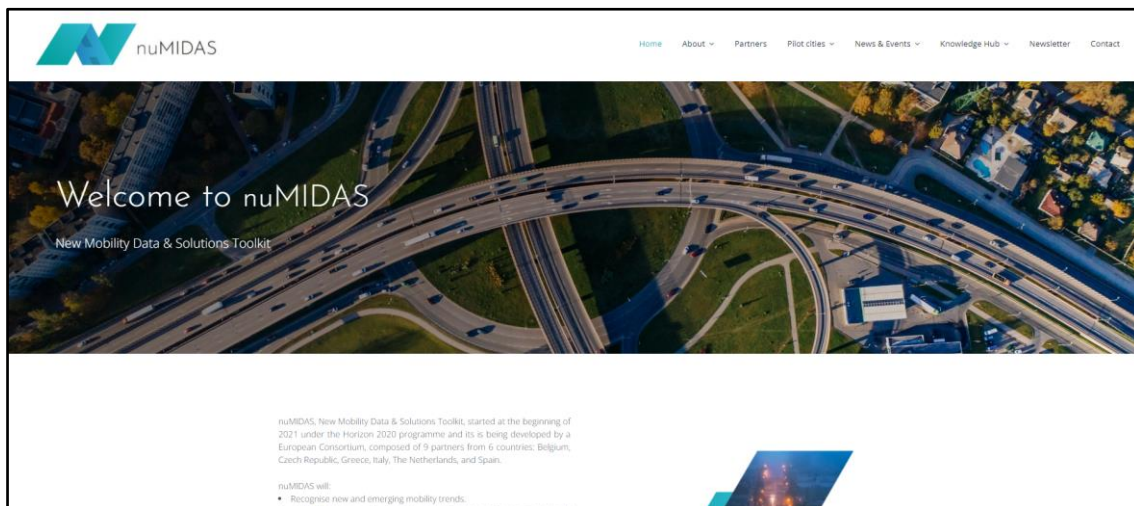 nuMIDAS
Home About Partners Pilot cities News & Events Knowledge Hub Newsletter Contact
Welcome to nuMIDAS
New Mobility Data & Solutions Toolkit
nuMIDAS, New Mobility Data & Solutions Toolkit, started at the beginning of
2021 under the Horizon 2020 programme and its is being developed by a
European Consortium, composed of 9 partners from 6 countries: Belgium,
Czech Republic, Greece, Italy, The Netherlands, and Spain.
nuMIDAS will:
• Recognise new and emerging mobility trends.